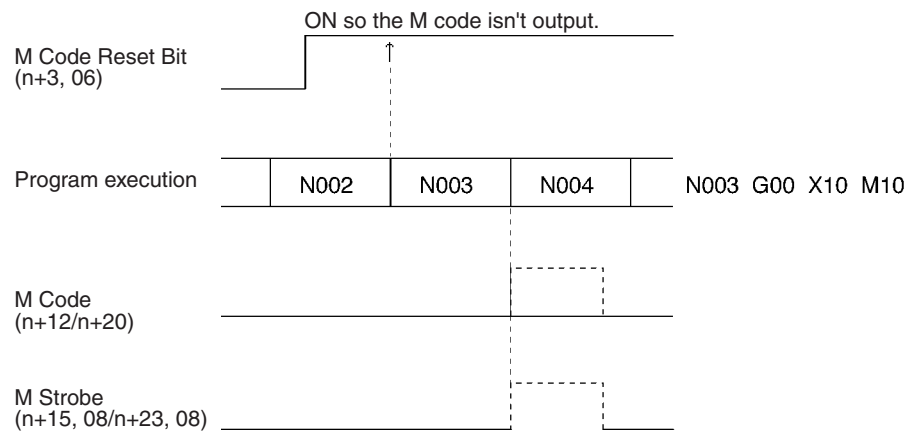 ON so the M code isn't output.
M Code Reset Bit
(n+3, 06)
Program execution
N002 N003 N004 N003 G00 X10 M10
M Code
(n+12/n+20)
M Strobe
(n+15, 08/n+23, 08)